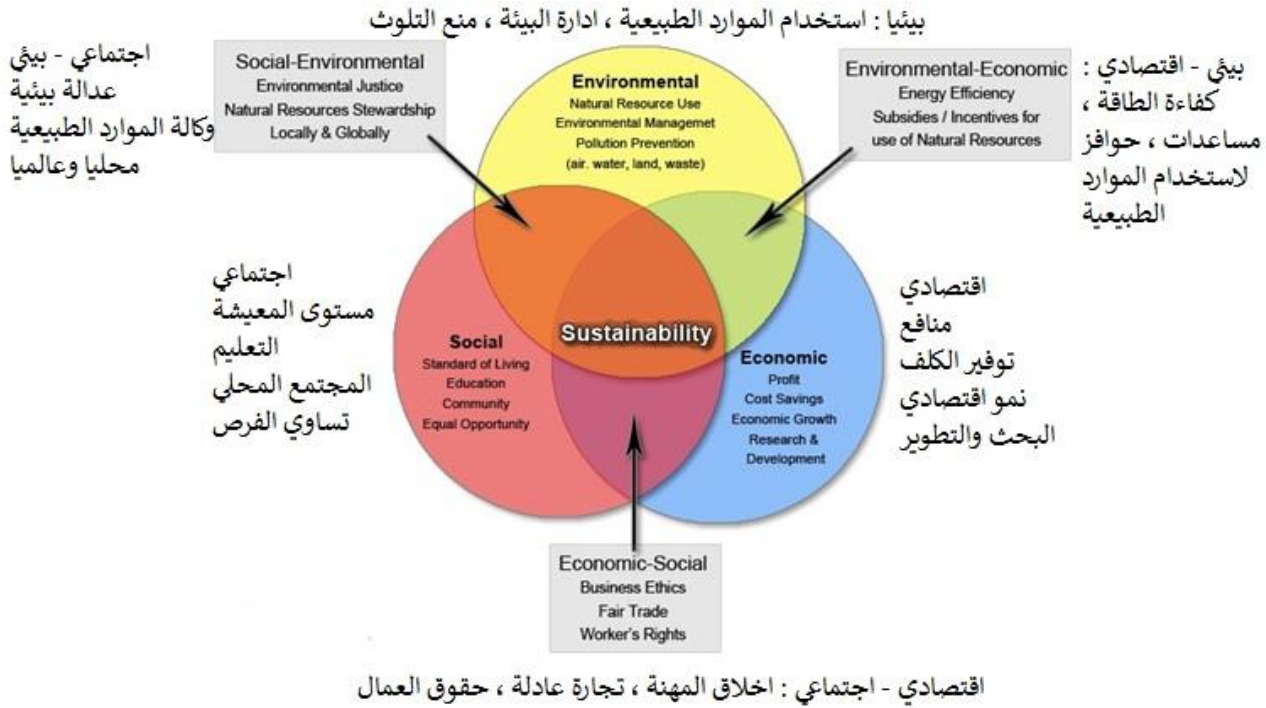 بيئيا : استخدام الموارد الطبيعية ، ادارة البيئة ، منع التلوث
اجتماعي - بيئي
عدالة بيئية
وكالة الموارد الطبيعية
محليا وعالميا
Social-Environmental
Environmental Justice
Natural Resources Stewardship
Locally & Globally
Environmental
Natural Resource Use
Environmental Managemet
Pollution Prevention
(air. water, land, waste)
Environmental-Economic
Energy Efficiency
Subsidies / Incentives for
use of Natural Resources
بيئي - اقتصادي :
كفاءة الطاقة ،
مساعدات ، حوافز
لاستخدام الموارد
الطبيعية
اجتماعي
مستوى المعيشة
التعليم
المجتمع المحلي
تساوي الفرص
Social
Standard of Living
Education
Community
Equal Opportunity
Sustainability
Economic
Profit
Cost Savings
Economic Growth
Research &
Development
اقتصادي
منافع
توفير الكلف
نمو اقتصادي
البحث والتطوير
Economic-Social
Business Ethics
Fair Trade
Worker's Rights
اقتصادي - اجتماعي : اخلاق المهنة ، تجارة عادلة ، حقوق العمال